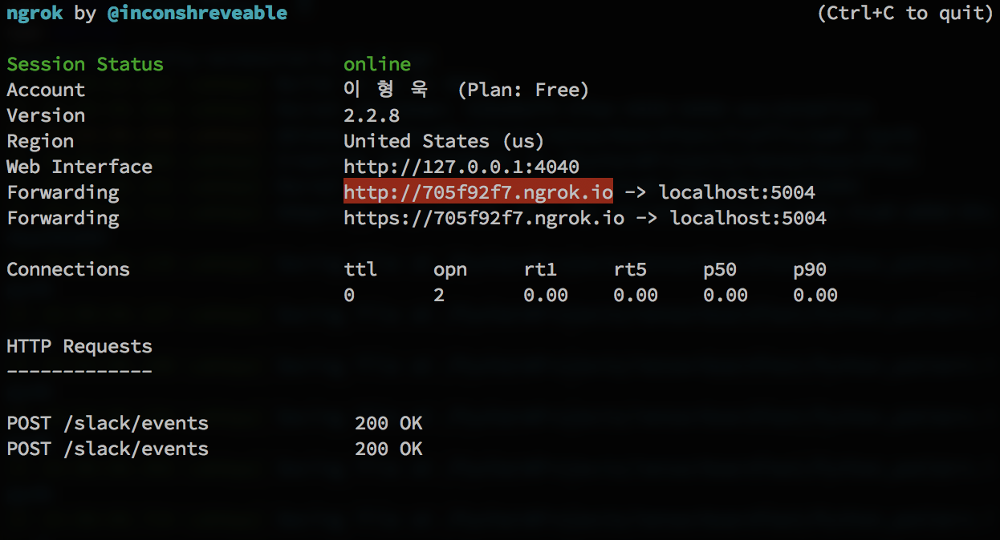 ngrok by @inconshreveable (Ctrl+C to quit)
Session Status online
Account 이 형 욱 (Plan: Free)
Version 2.2.8
Region United States (us)
Web Interface http://127.0.0.1:4040
Forwarding http://705f92f7.ngrok.io -> localhost:5004
Forwarding https://705f92f7.ngrok.io -> localhost:5004
Connections ttl opn rt1 rt5 p50 p90
0 2 0.00 0.00 0.00 0.00
HTTP Requests
-------------
POST /slack/events 200 OK
POST /slack/events 200 OK